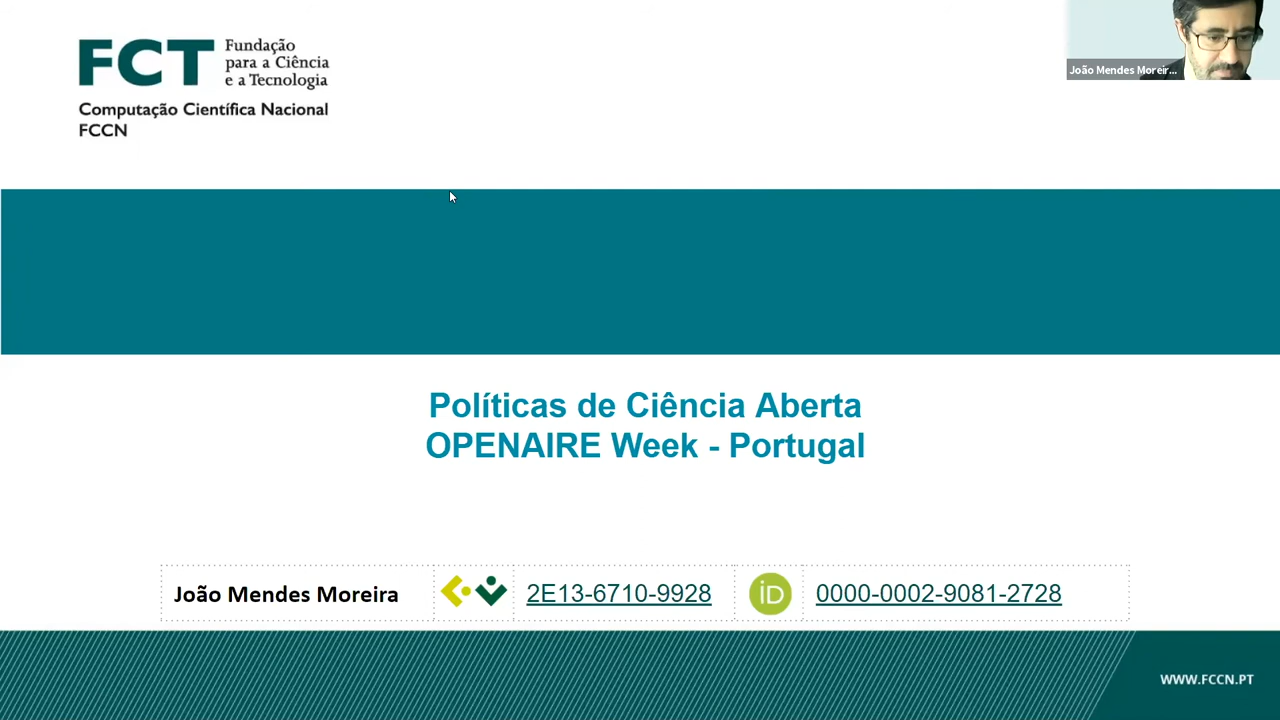 FCT Fundação
para a Ciência
e a Tecnologia
Computação Científica Nacional
FCCN
João Mendes Moreir...
Políticas de Ciência Aberta
OPENAIRE Week - Portugal
João Mendes Moreira 2E13-6710-9928 iD 0000-0002-9081-2728
WWW.FCCN.PT